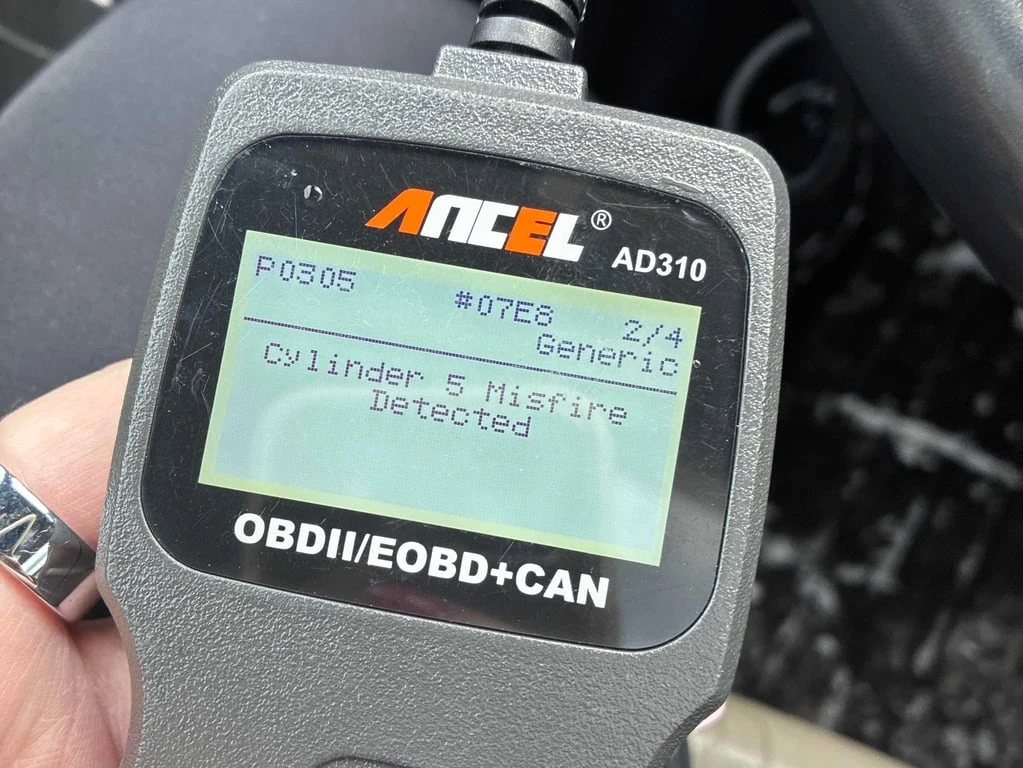 ANCEL® AD310
P0305 #07E8 2/4
Generic
Cylinder 5 Misfire
Detected
OBDII/EOBD+CAN